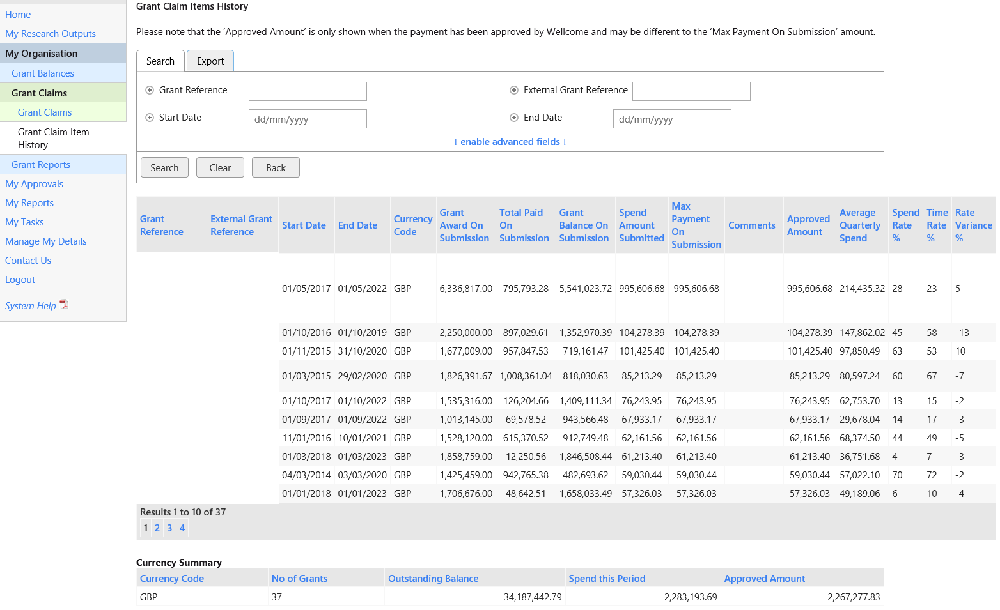 Home
My Research Outputs
My Organisation
Grant Balances
Grant Claims
Grant Claims
Grant Claim Item
History
Grant Reports
My Approvals
My Reports
My Tasks
Manage My Details
Contact Us
Logout
System Help
Grant Claim Items History
Please note that the ‘Approved Amount’ is only shown when the payment has been approved by Wellcome and may be different to the ‘Max Payment On Submission’ amount.
Search Export
Grant Reference External Grant Reference
Start Date dd/mm/yyyy End Date dd/mm/yyyy
↓ enable advanced fields ↓
Search Clear Back
Grant Reference External Grant Reference Start Date End Date Currency Code Grant Award On Submission Total Paid On Submission Grant Balance On Submission Spend Amount Submitted Max Payment On Submission Comments Approved Amount Average Quarterly Spend Spend Rate % Time Rate % Rate Variance %
01/05/2017 01/05/2022 GBP 6,336,817.00 795,793.28 5,541,023.72 995,606.68 995,606.68 995,606.68 214,435.32 28 23 5
01/10/2016 01/10/2019 GBP 2,250,000.00 897,029.61 1,352,970.39 104,278.39 104,278.39 104,278.39 147,862.02 45 58 -13
01/11/2015 31/10/2020 GBP 1,677,009.00 957,847.53 719,161.47 101,425.40 101,425.40 101,425.40 97,850.49 63 53 10
01/03/2015 29/02/2020 GBP 1,826,391.67 1,008,361.04 818,030.63 85,213.29 85,213.29 85,213.29 80,597.24 60 67 -7
01/10/2017 01/10/2022 GBP 1,535,316.00 126,204.66 1,409,111.34 76,243.95 76,243.95 76,243.95 62,753.70 13 15 -2
01/09/2017 01/09/2022 GBP 1,013,145.00 69,578.52 943,566.48 67,933.17 67,933.17 67,933.17 29,678.04 14 17 -3
11/01/2016 10/01/2021 GBP 1,528,120.00 615,370.52 912,749.48 62,161.56 62,161.56 62,161.56 68,374.50 44 49 -5
01/03/2018 01/03/2023 GBP 1,858,759.00 12,250.56 1,846,508.44 61,213.40 61,213.40 61,213.40 36,751.68 4 7 -3
04/03/2014 03/03/2020 GBP 1,425,459.00 942,765.38 482,693.62 59,030.44 59,030.44 59,030.44 57,022.10 70 72 -2
01/01/2018 01/01/2023 GBP 1,706,676.00 48,642.51 1,658,033.49 57,326.03 57,326.03 57,326.03 49,189.06 6 10 -4
Results 1 to 10 of 37
1 2 3 4
Currency Summary
Currency Code No of Grants Outstanding Balance Spend this Period Approved Amount
GBP 37 34,187,442.79 2,283,193.69 2,267,277.83